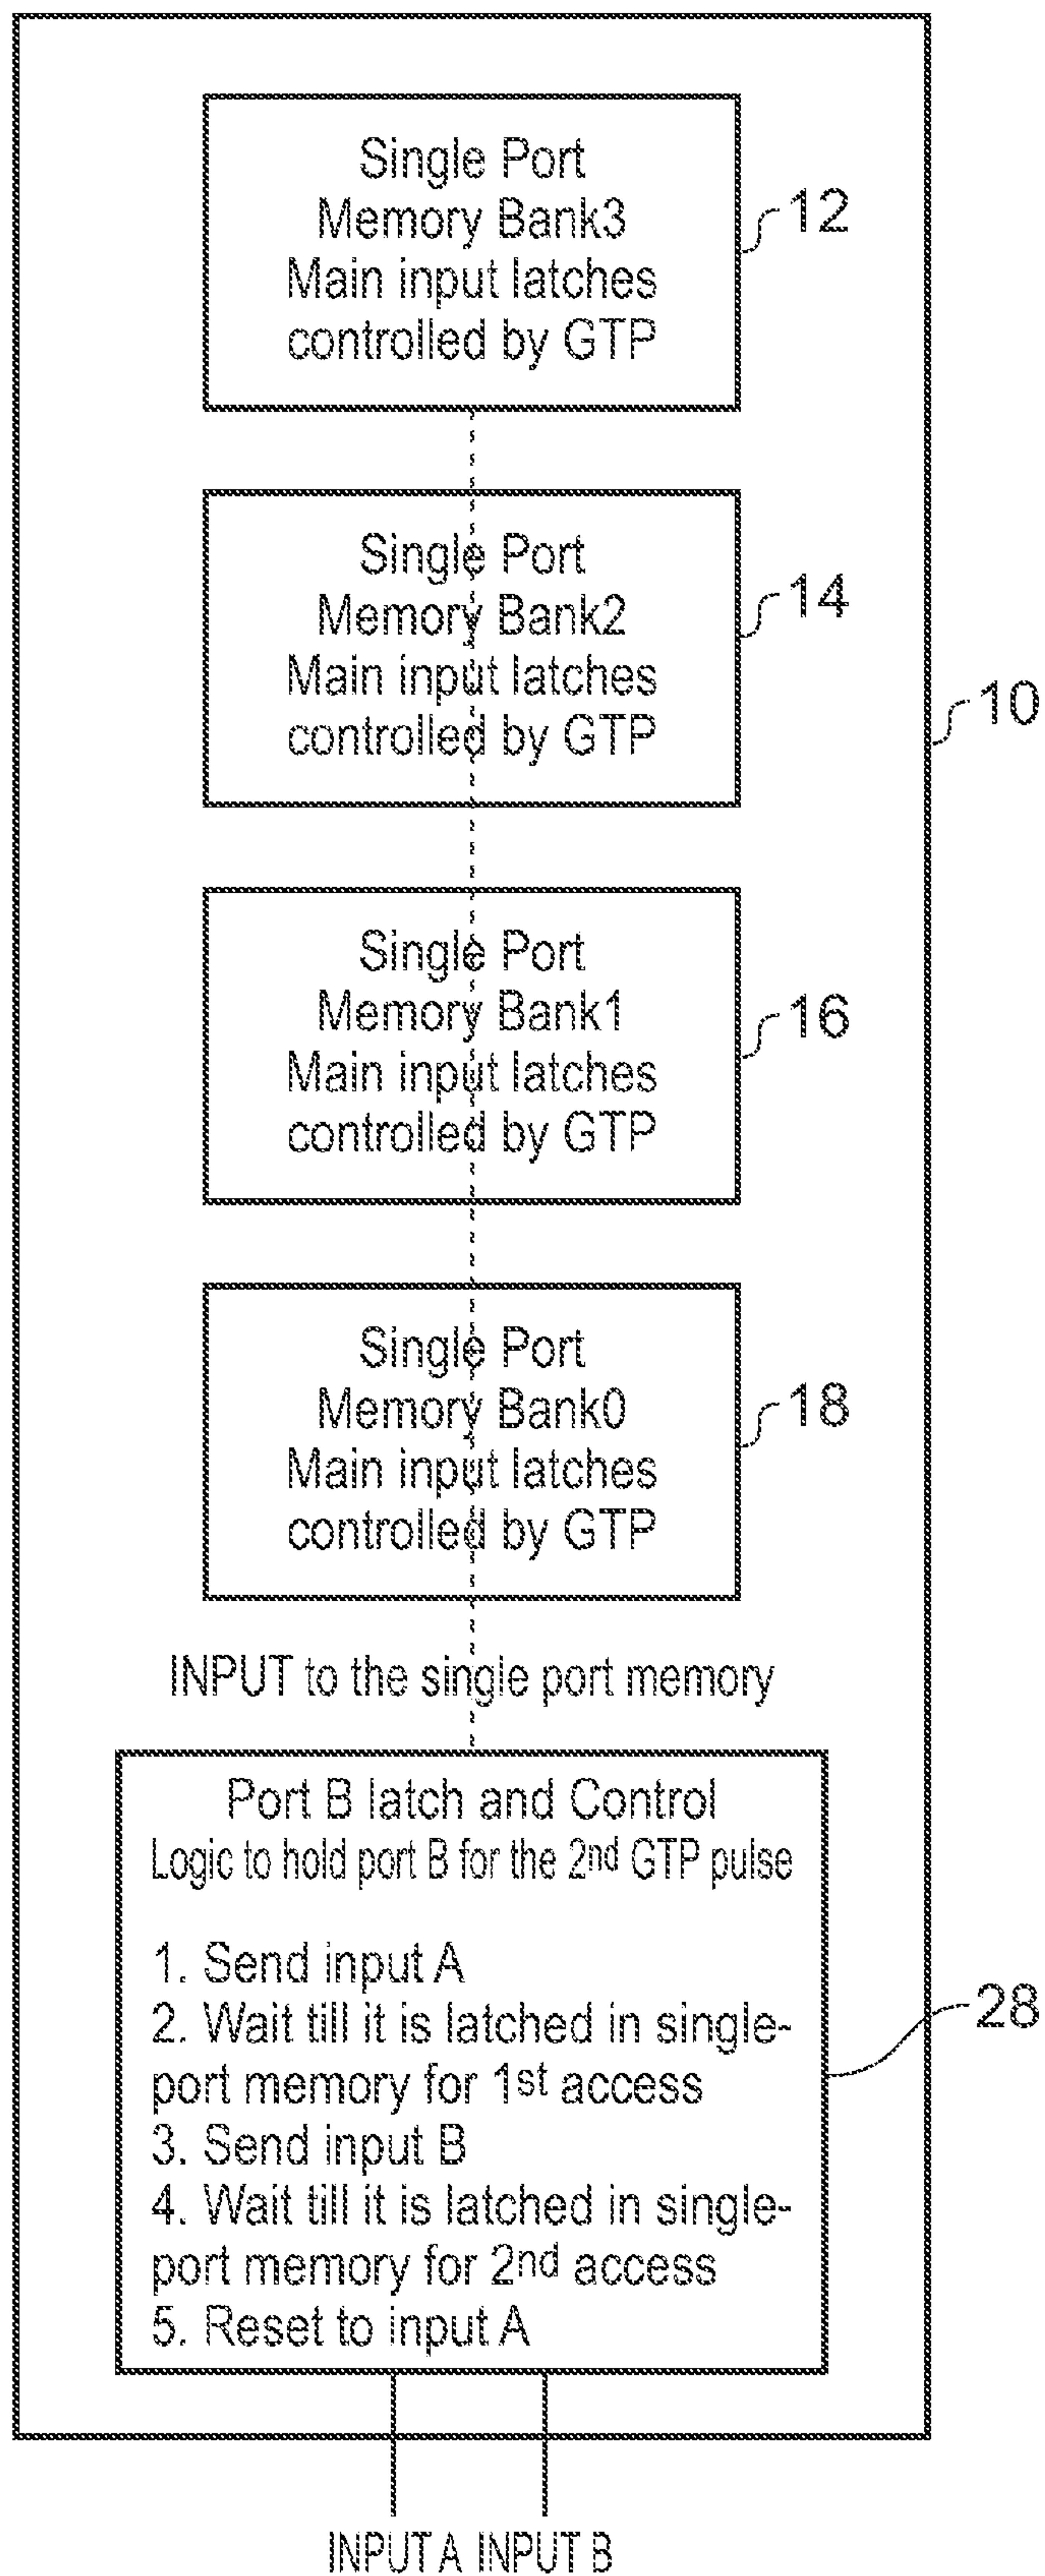 Single Port
Memory Bank3
Main input latches
controlled by GTP
12
Single Port
Memory Bank2
Main input latches
controlled by GTP
14
10
Single Port
Memory Bank1
Main input latches
controlled by GTP
16
Single Port
Memory Bank0
Main input latches
controlled by GTP
18
INPUT to the single port memory
Port B latch and Control
Logic to hold port B for the 2nd GTP pulse
1. Send input A
2. Wait till it is latched in single-
port memory for 1st access
3. Send input B
4. Wait till it is latched in single-
port memory for 2nd access
5. Reset to input A
28
INPUT A INPUT B